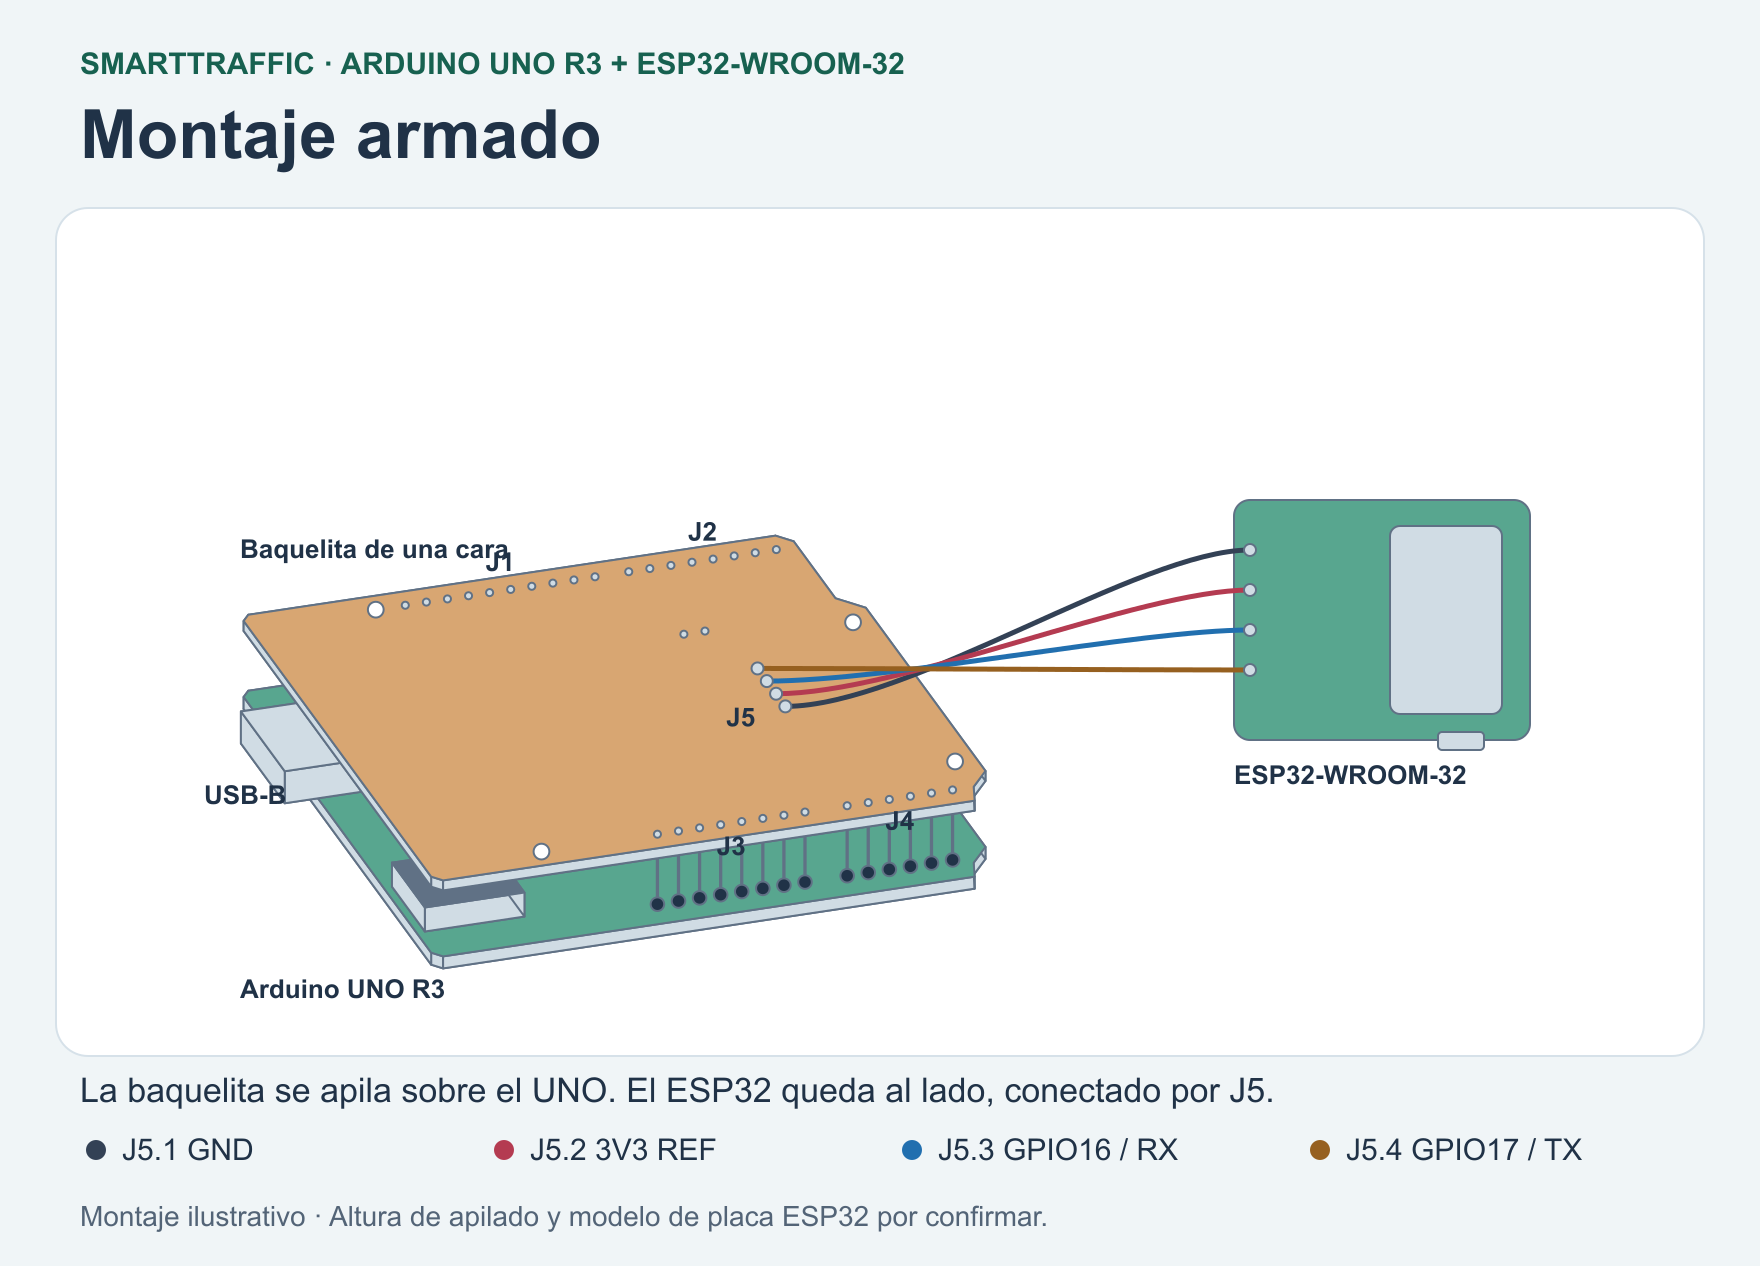 SMARTTRAFFIC · ARDUINO UNO R3 + ESP32-WROOM-32
Montaje armado
J2
Baquelita de una cara
J1
J5
ESP32-WROOM-32
USB-B
J4
J3
Arduino UNO R3
La baquelita se apila sobre el UNO. El ESP32 queda al lado, conectado por J5.
J5.1 GND
J5.2 3V3 REF
J5.3 GPIO16 / RX
J5.4 GPIO17 / TX
Montaje ilustrativo · Altura de apilado y modelo de placa ESP32 por confirmar.